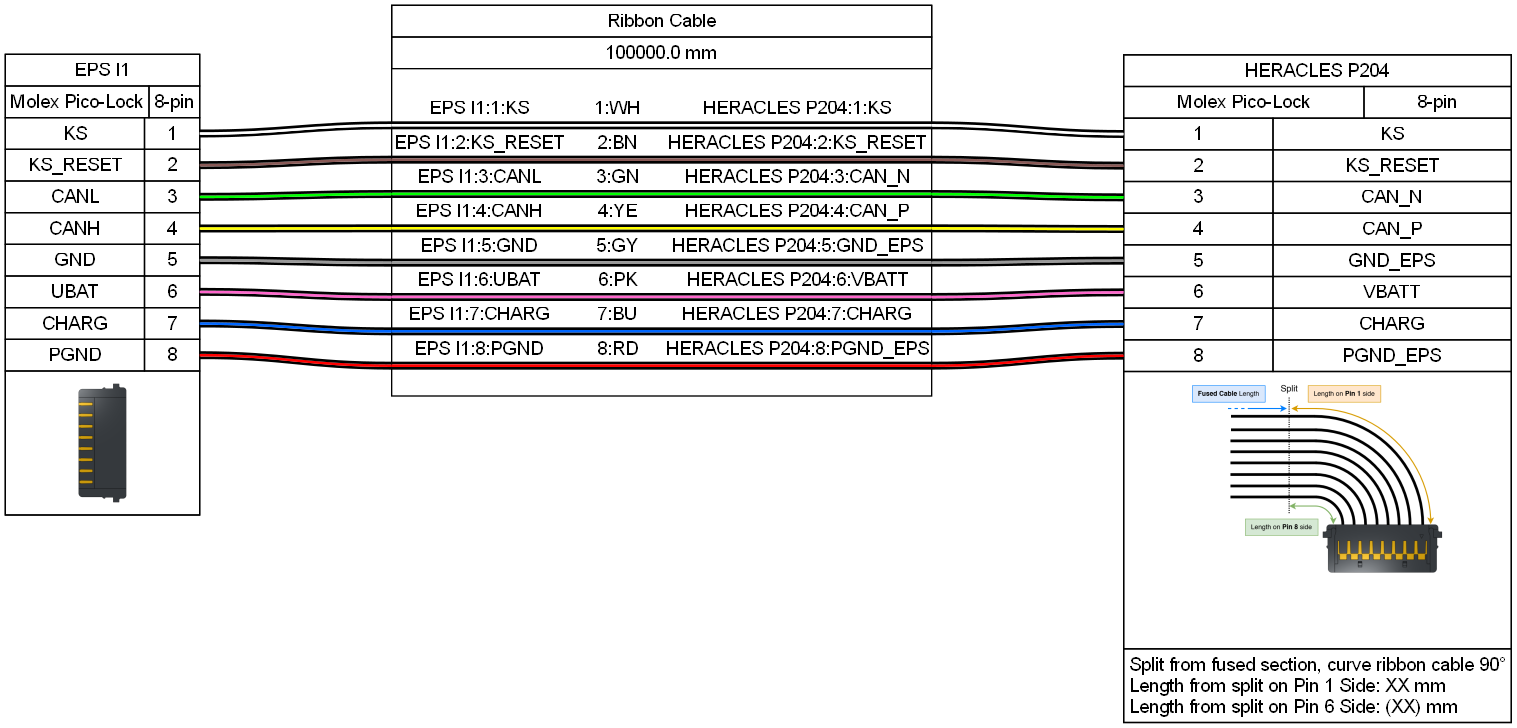 Ribbon Cable
100000.0 mm
EPS I1
Molex Pico-Lock 8-pin
KS 1
KS_RESET 2
CANL 3
CANH 4
GND 5
UBAT 6
CHARG 7
PGND 8
EPS I1:1:KS 1:WH HERACLES P204:1:KS
EPS I1:2:KS_RESET 2:BN HERACLES P204:2:KS_RESET
EPS I1:3:CANL 3:GN HERACLES P204:3:CAN_N
EPS I1:4:CANH 4:YE HERACLES P204:4:CAN_P
EPS I1:5:GND 5:GY HERACLES P204:5:GND_EPS
EPS I1:6:UBAT 6:PK HERACLES P204:6:VBATT
EPS I1:7:CHARG 7:BU HERACLES P204:7:CHARG
EPS I1:8:PGND 8:RD HERACLES P204:8:PGND_EPS
HERACLES P204
Molex Pico-Lock 8-pin
1 KS
2 KS_RESET
3 CAN_N
4 CAN_P
5 GND_EPS
6 VBATT
7 CHARG
8 PGND_EPS
Fused Cable Length Split Length on Pin 1 side
Length on Pin 8 side
Split from fused section, curve ribbon cable 90°
Length from split on Pin 1 Side: XX mm
Length from split on Pin 6 Side: (XX) mm